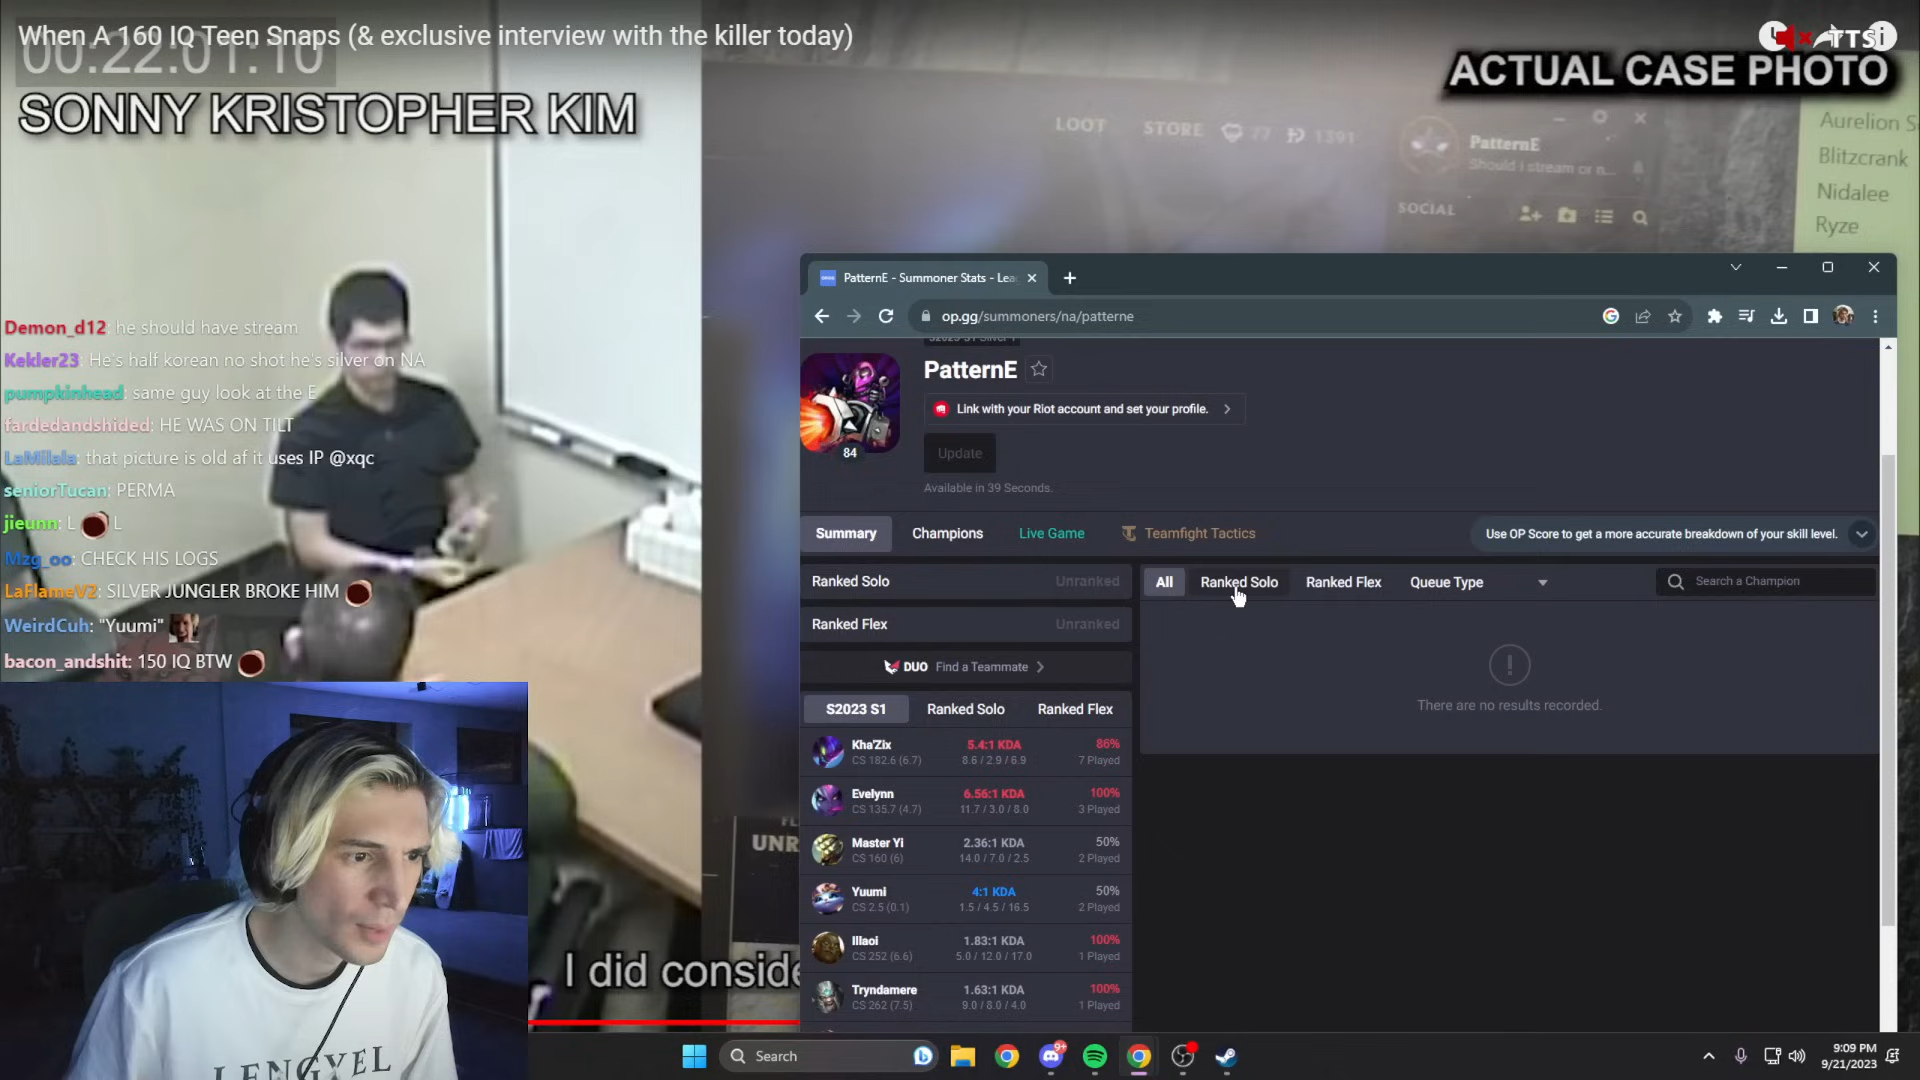 When A 160 IQ Teen Snaps (& exclusive interview with the killer today)
00:22:01:10
SONNY KRISTOPHER KIM
TTS
ACTUAL CASE PHOTO
LOOT
STORE
77
1391
PatternE
Should I stream or n...
SOCIAL
Blitzcrank
Nidalee
Ryze
Demon_d12: he should have stream
Kekler23: He's half korean no shot he's silver on NA
pumpkinhead: same guy look at the E
fardedandshided: HE WAS ON TILT
LaMilala: that picture is old af it uses IP @xqc
seniorTucan: PERMA
jieunn: L L
Mzg_oo: CHECK HIS LOGS
LaFlameV2: SILVER JUNGLER BROKE HIM
WeirdCuh: "Yuumi"
bacon_andshit: 150 IQ BTW
PatternE - Summoner Stats - Lea
op.gg/summoners/na/patterne
PatternE
84
Link with your Riot account and set your profile.
Update
Available in 39 Seconds.
Summary
Champions
Live Game
Teamfight Tactics
Use OP Score to get a more accurate breakdown of your skill level.
Ranked Solo Unranked
Ranked Flex Unranked
DUO Find a Teammate
All
Ranked Solo
Ranked Flex
Queue Type
Search a Champion
There are no results recorded.
S2023 S1
Ranked Solo
Ranked Flex
Kha'Zix 5.4:1 KDA 86%
CS 182.6 (6.7) 8.6 / 2.9 / 6.9 7 Played
Evelynn 6.56:1 KDA 100%
CS 135.7 (4.7) 11.7 / 3.0 / 8.0 3 Played
Master Yi 2.36:1 KDA 50%
CS 160 (6) 14.0 / 7.0 / 2.5 2 Played
Yuumi 4:1 KDA 50%
CS 2.5 (0.1) 1.5 / 4.5 / 16.5 2 Played
Illaoi 1.83:1 KDA 100%
CS 252 (6.6) 5.0 / 12.0 / 17.0 1 Played
Tryndamere 1.63:1 KDA 100%
CS 262 (7.5) 9.0 / 8.0 / 4.0 1 Played
UNR
I did conside
LENGYEL
Search
9+
9:09 PM
9/21/2023